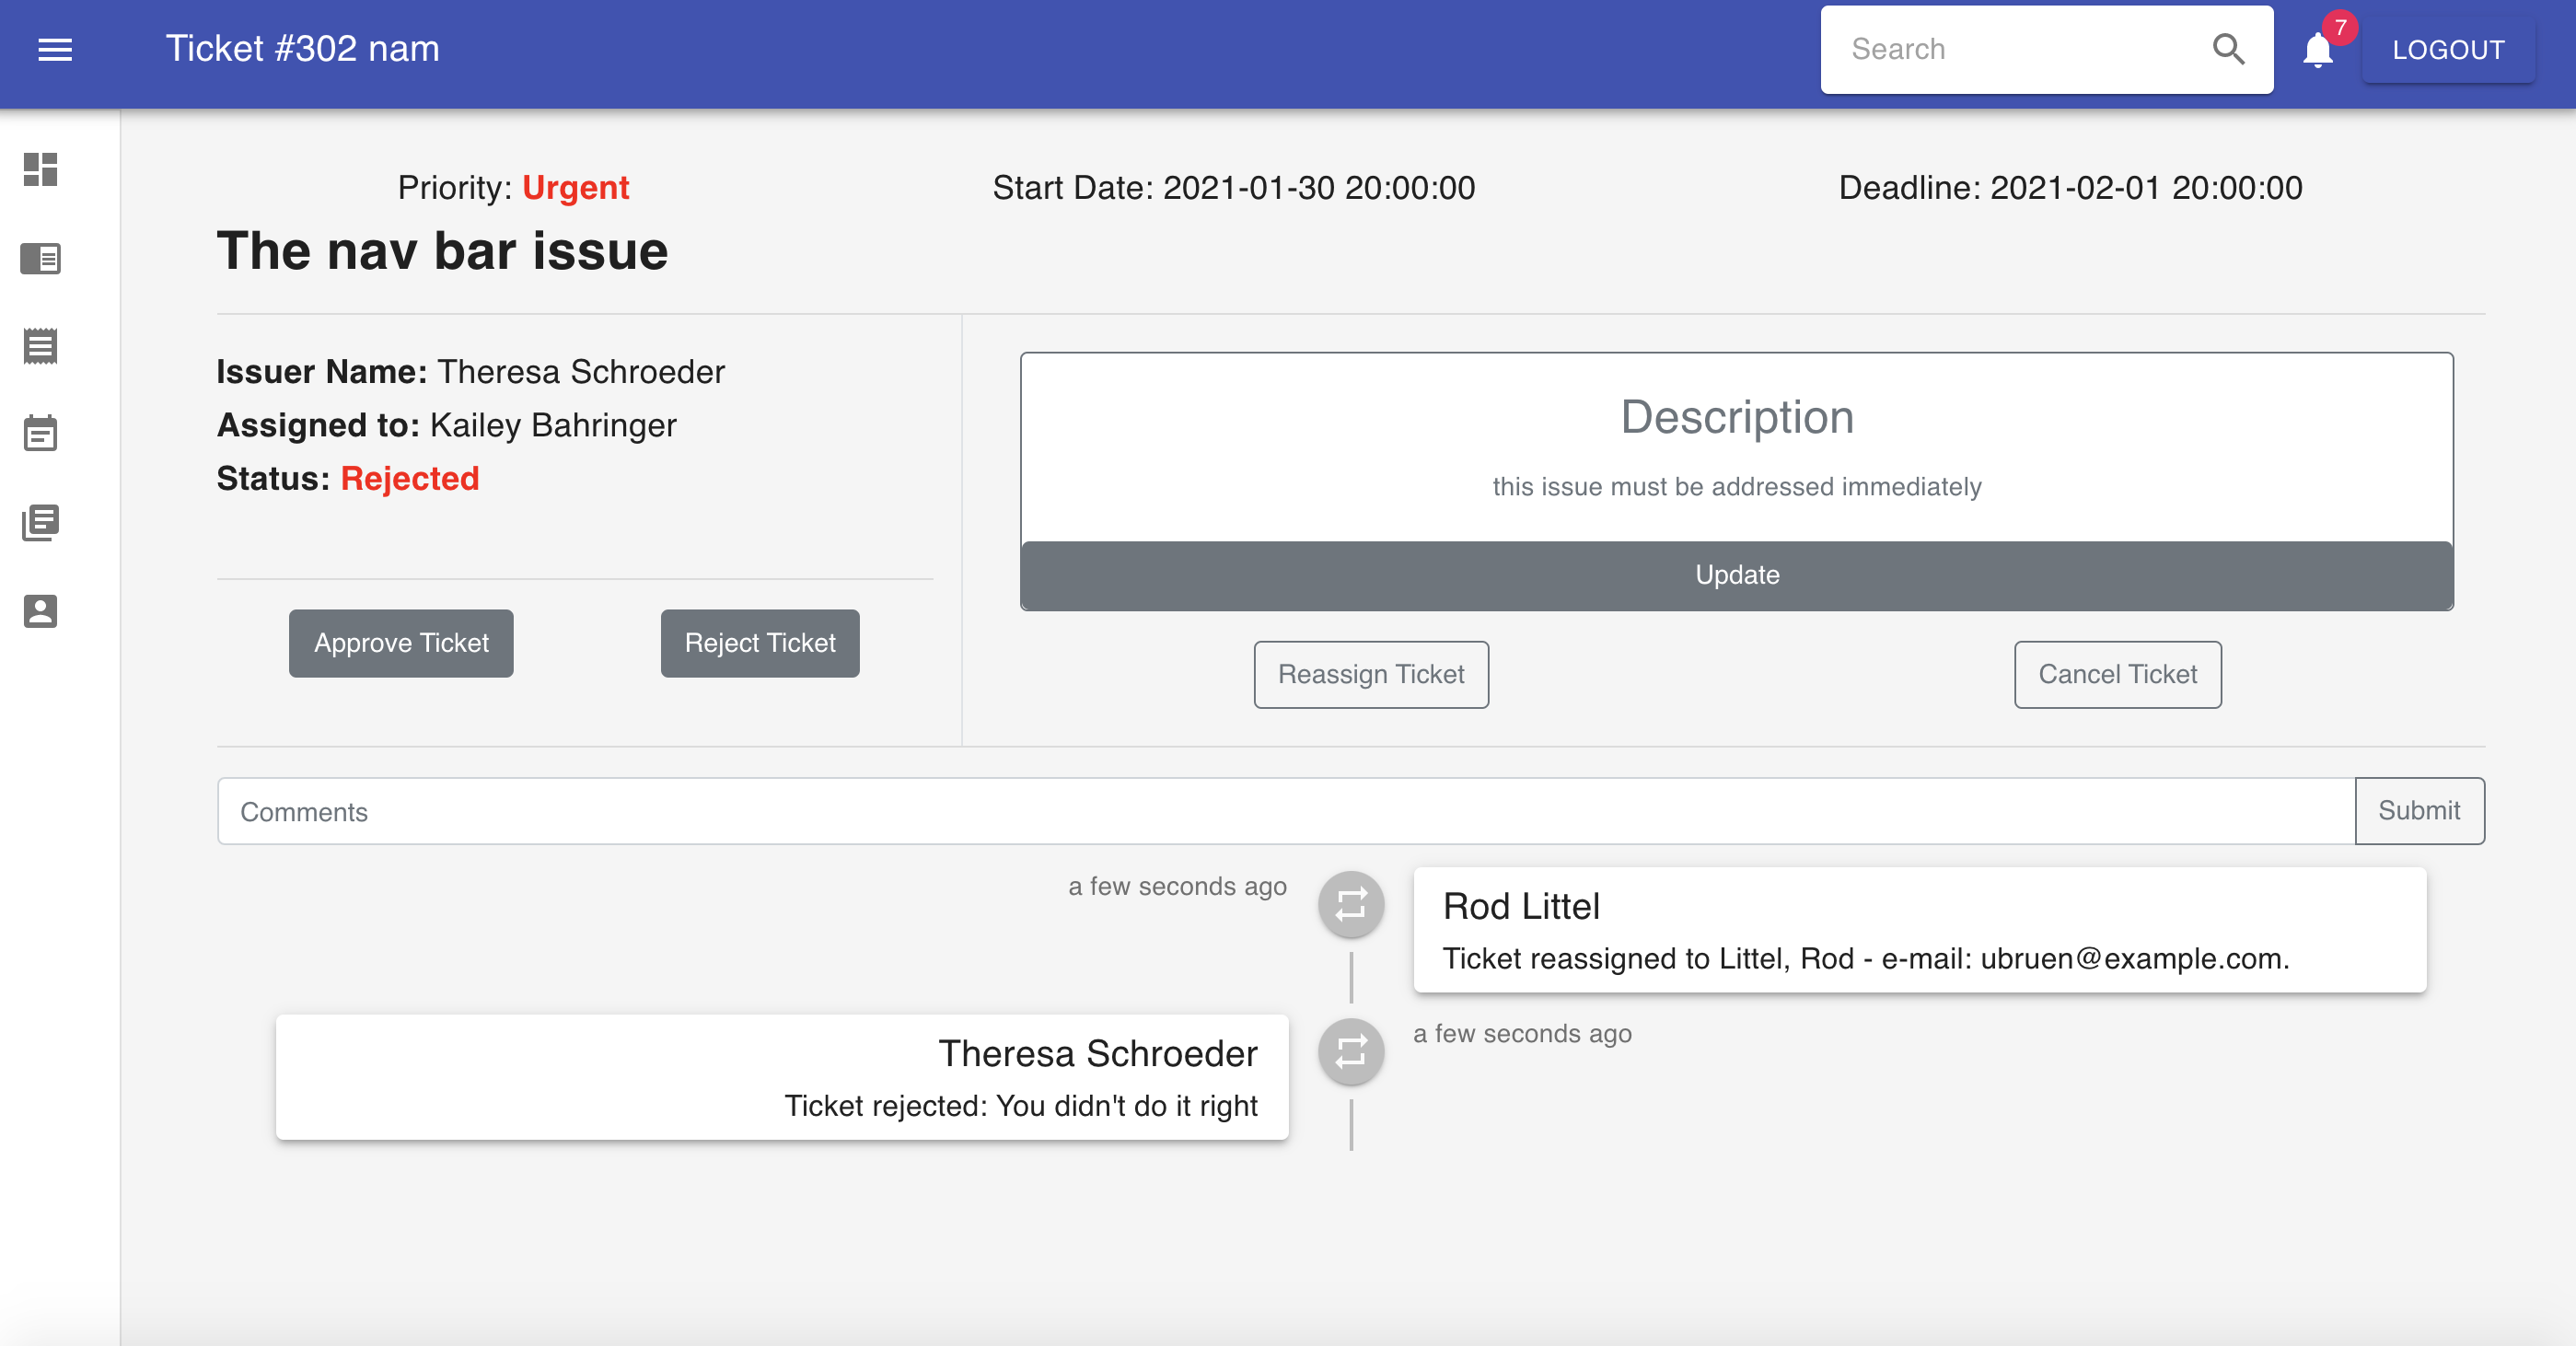 Ticket #302 nam
Search
7
LOGOUT
Priority: Urgent
Start Date: 2021-01-30 20:00:00
Deadline: 2021-02-01 20:00:00
The nav bar issue
Issuer Name: Theresa Schroeder
Assigned to: Kailey Bahringer
Status: Rejected
Approve Ticket
Reject Ticket
Description
this issue must be addressed immediately
Update
Reassign Ticket
Cancel Ticket
Comments
Submit
a few seconds ago
Rod Littel
Ticket reassigned to Littel, Rod - e-mail: ubruen@example.com.
Theresa Schroeder
Ticket rejected: You didn't do it right
a few seconds ago